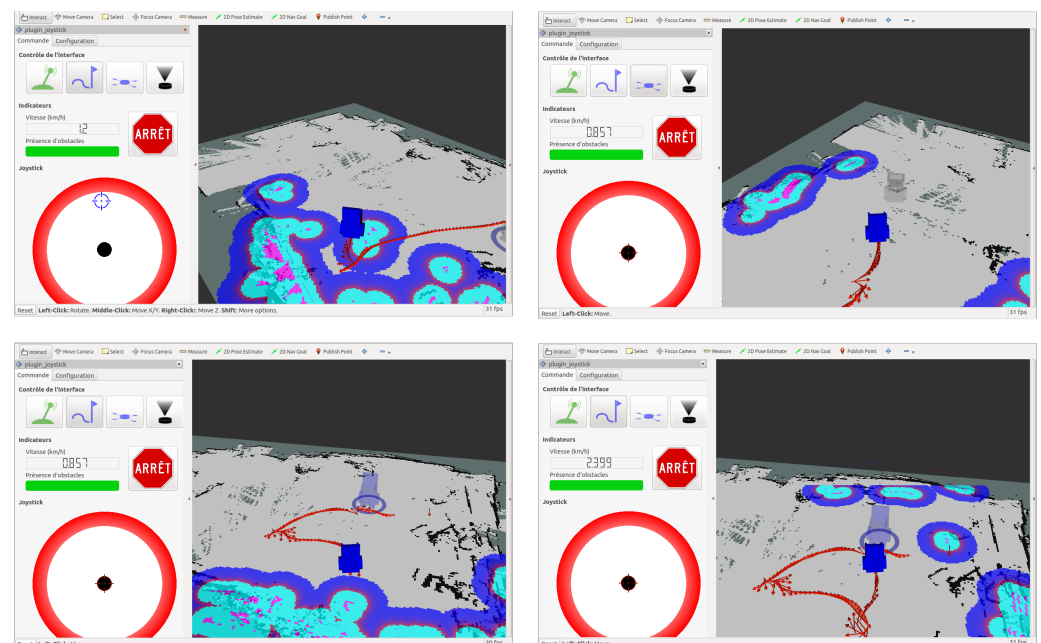 Interact Move Camera Select Focus Camera Measure 2D Pose Estimate 2D Nav Goal Publish Point
plugin_joystick
Commande Configuration
Contrôle de l'interface
Indicateurs
Vitesse (km/h)
1.2
Présence d'obstacles
ARRÊT
Joystick
Reset Left-Click: Rotate. Middle-Click: Move X/Y. Right-Click: Move Z. Shift: More options. 31 fps
Interact Move Camera Select Focus Camera Measure 2D Pose Estimate 2D Nav Goal Publish Point
plugin_joystick
Commande Configuration
Contrôle de l'interface
Indicateurs
Vitesse (km/h)
0.857
Présence d'obstacles
ARRÊT
Joystick
Reset Left-Click: Move. 31 fps
Interact Move Camera Select Focus Camera Measure 2D Pose Estimate 2D Nav Goal Publish Point
plugin_joystick
Commande Configuration
Contrôle de l'interface
Indicateurs
Vitesse (km/h)
0.857
Présence d'obstacles
ARRÊT
Joystick
Interact Move Camera Select Focus Camera Measure 2D Pose Estimate 2D Nav Goal Publish Point
plugin_joystick
Commande Configuration
Contrôle de l'interface
Indicateurs
Vitesse (km/h)
2.399
Présence d'obstacles
ARRÊT
Joystick